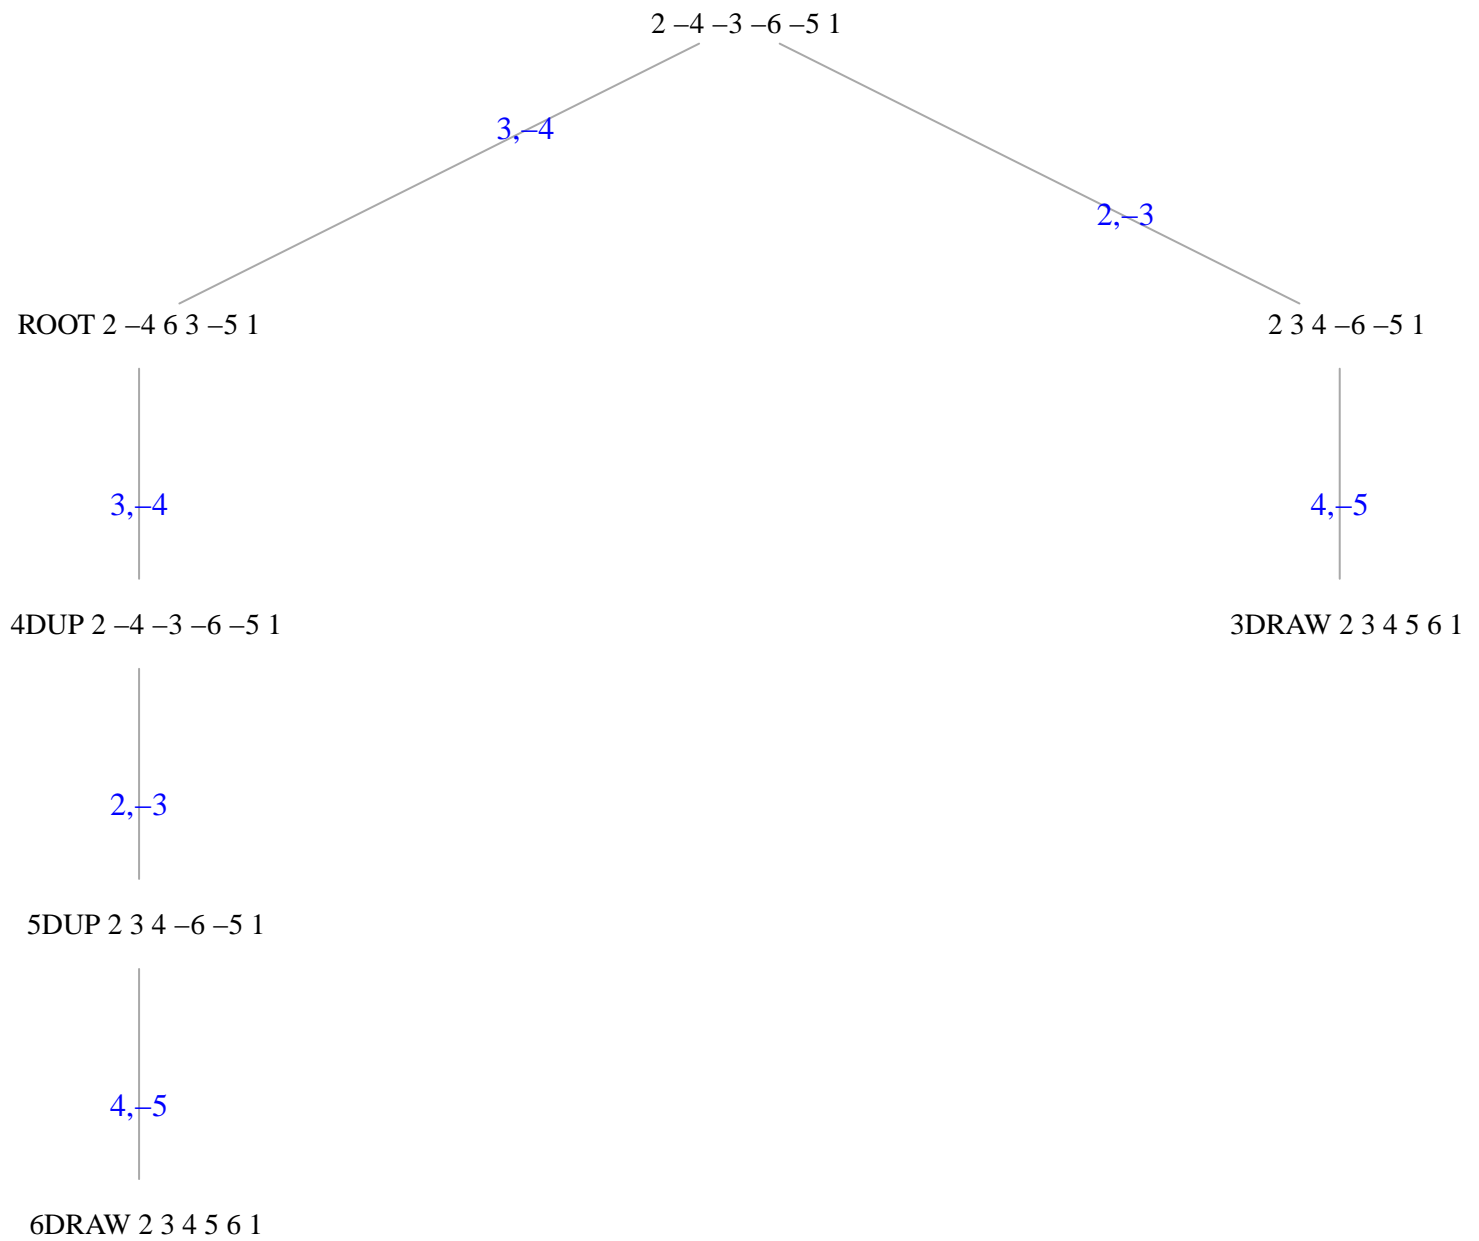 2 –4 –3 –6 –5 1
3,–4
2,–3
ROOT 2 –4 6 3 –5 1
2 3 4 –6 –5 1
3,–4
4,–5
4DUP 2 –4 –3 –6 –5 1
3DRAW 2 3 4 5 6 1
2,–3
5DUP 2 3 4 –6 –5 1
4,–5
6DRAW 2 3 4 5 6 1